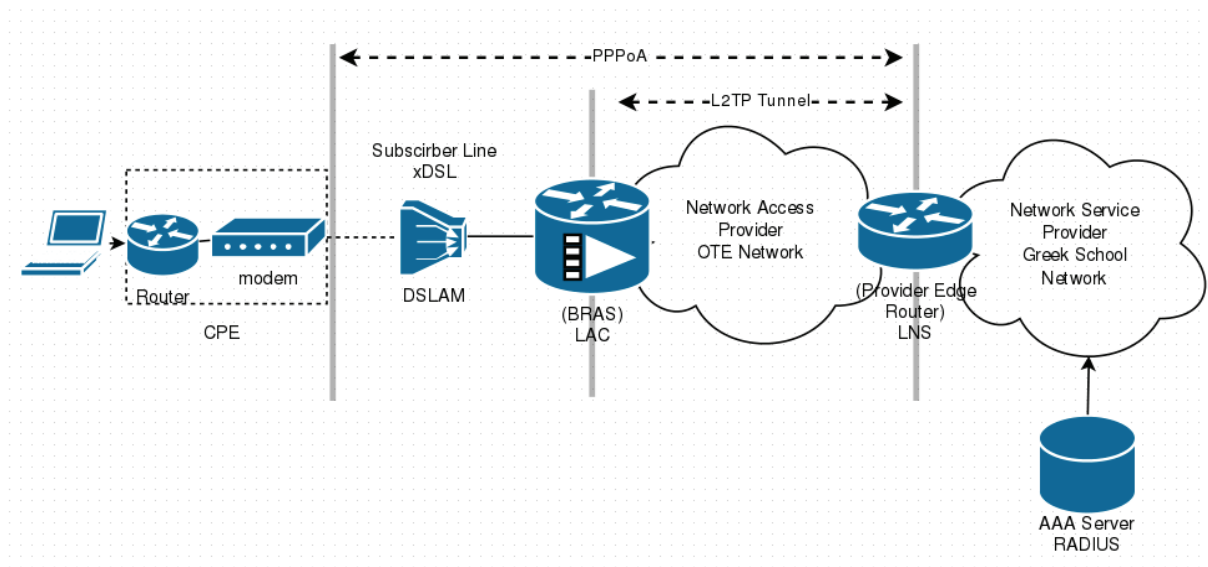 PPPoA
L2TP Tunnel
Subscirber Line
xDSL
Network Access
Provider
OTE Network
Network Service
Provider
Greek School
Network
modem
Router
DSLAM
CPE
(BRAS)
LAC
(Provider Edge
Router)
LNS
AAA Server
RADIUS